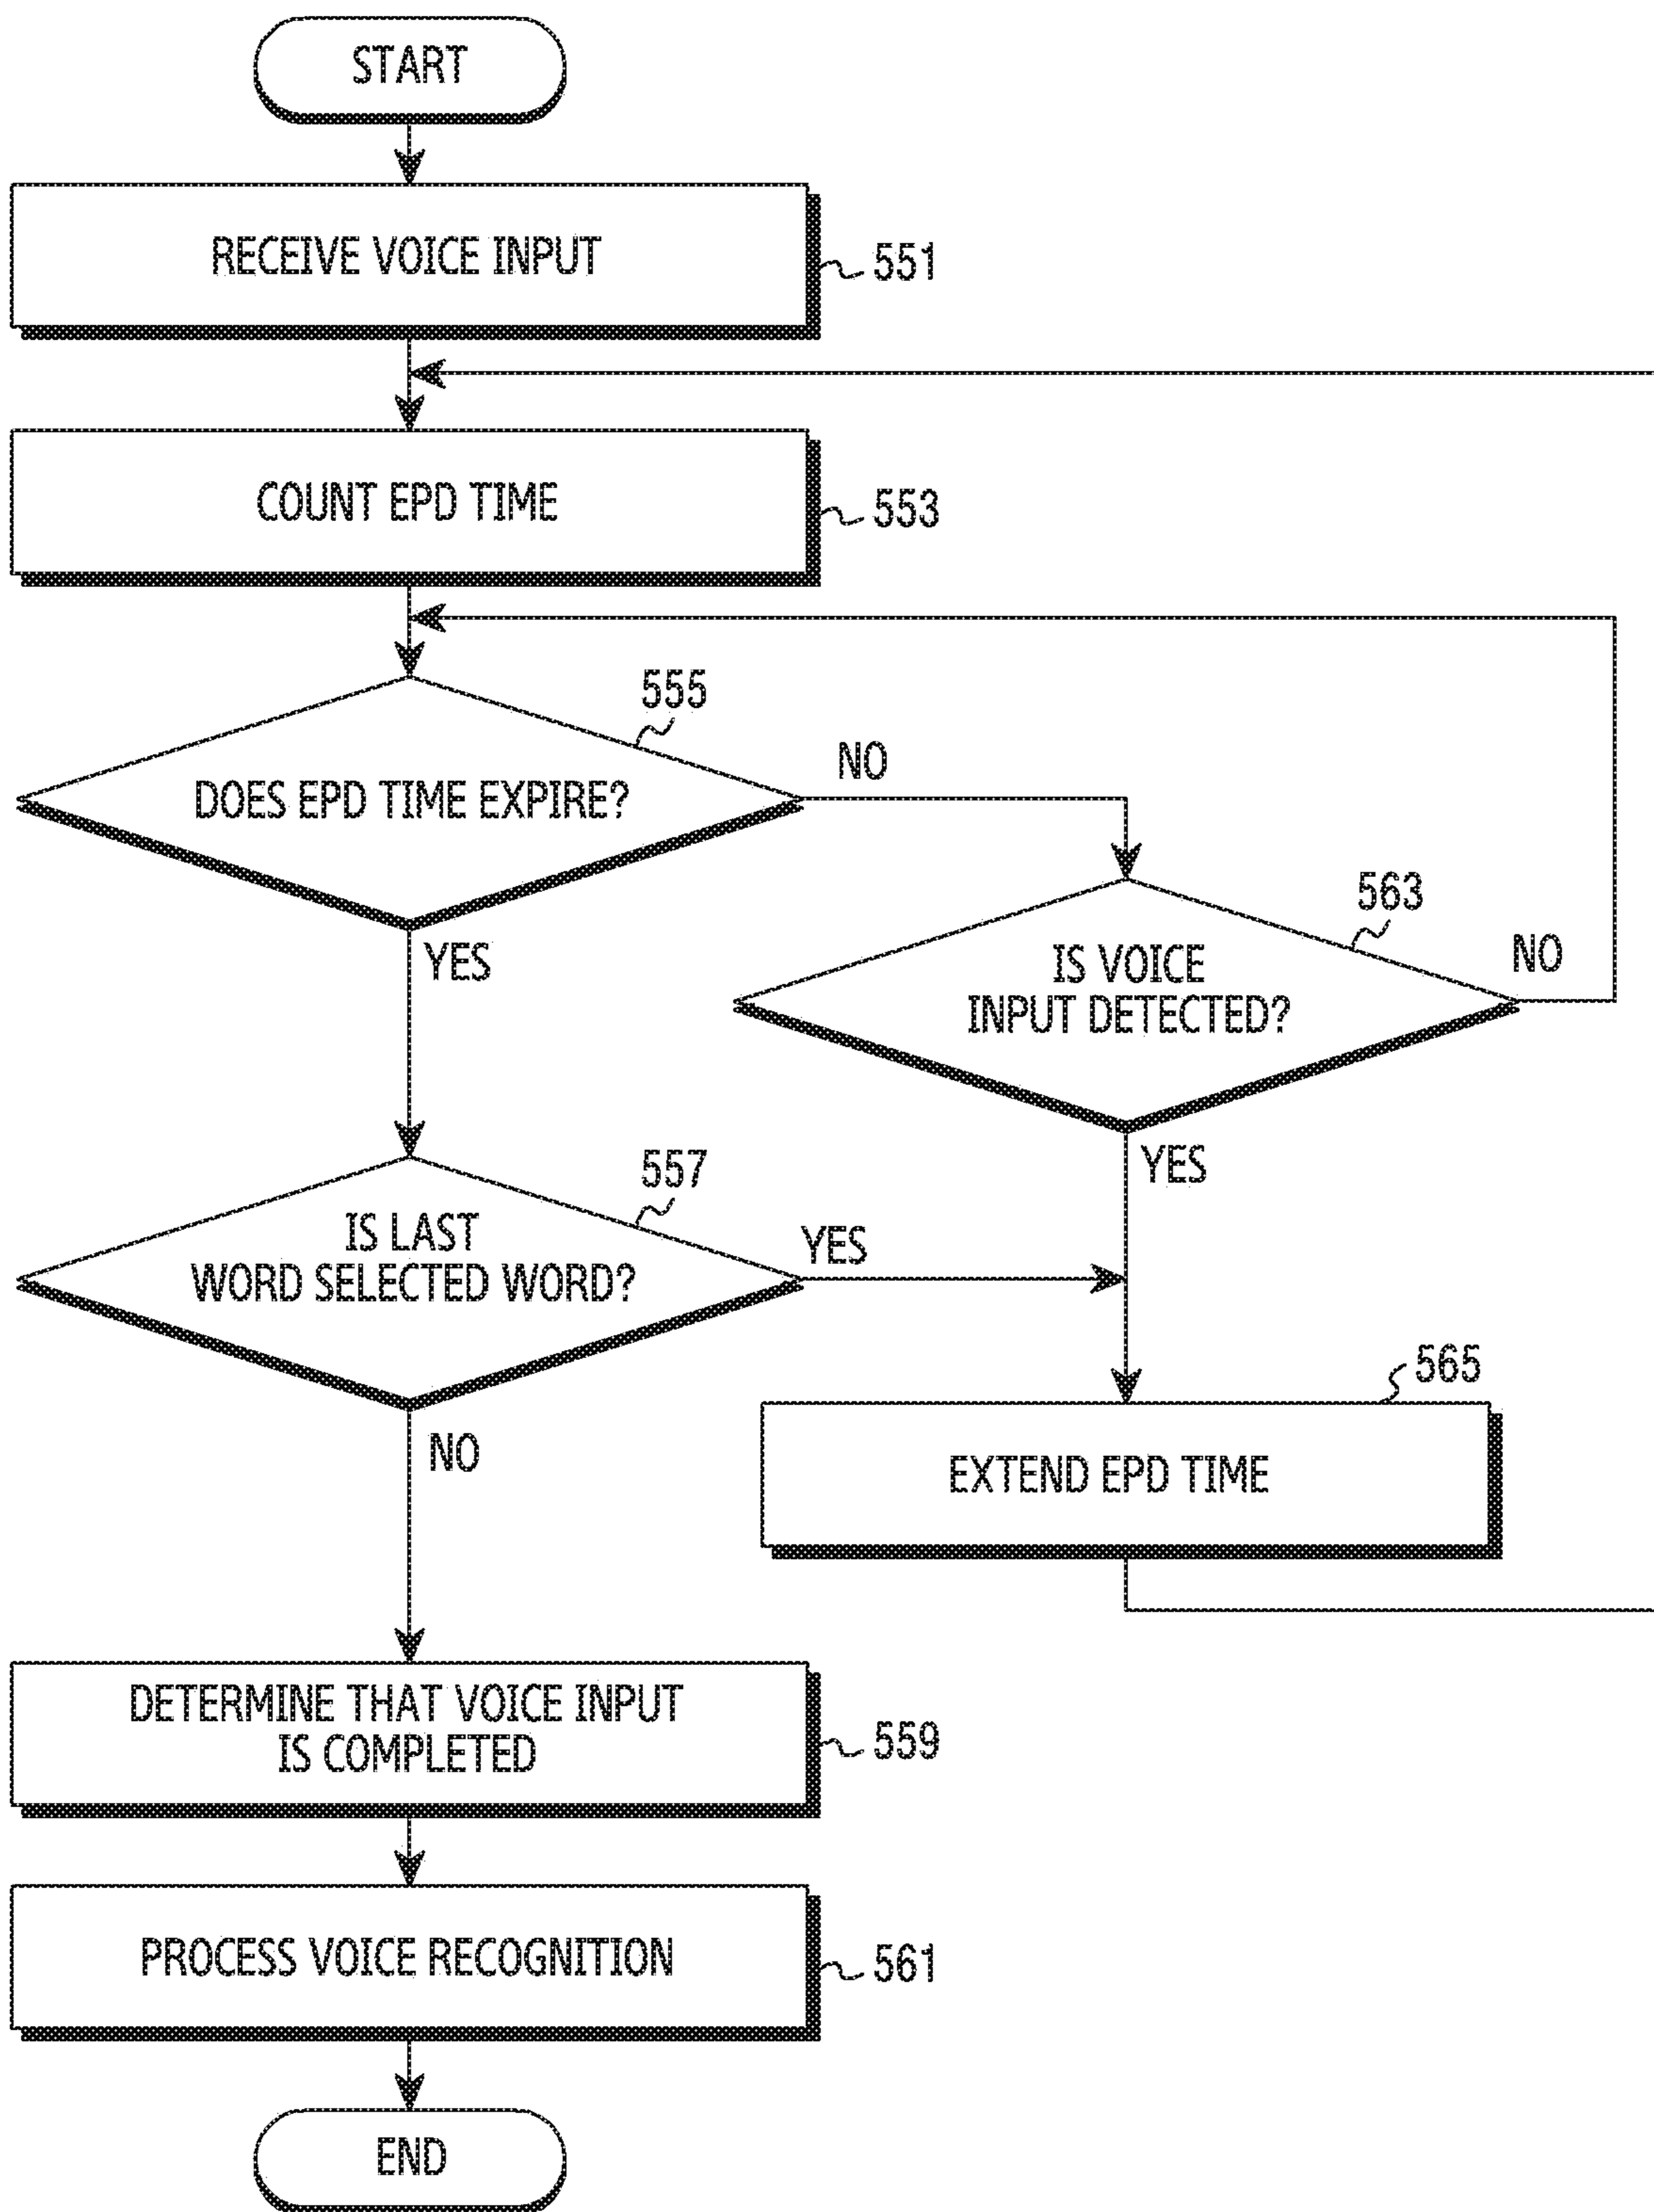 START
RECEIVE VOICE INPUT
551
COUNT EPD TIME
553
555
DOES EPD TIME EXPIRE?
NO
YES
563
IS VOICE
INPUT DETECTED?
NO
YES
557
IS LAST
WORD SELECTED WORD?
YES
NO
565
EXTEND EPD TIME
DETERMINE THAT VOICE INPUT
IS COMPLETED
559
PROCESS VOICE RECOGNITION
561
END